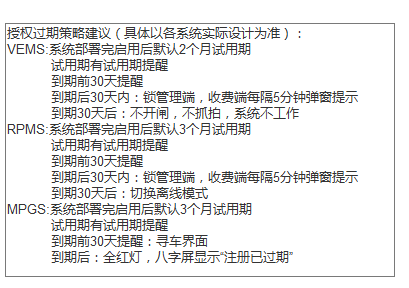 授权过期策略建议（具体以各系统实际设计为准）：
VEMS:系统部署完启用后默认2个月试用期
试用期有试用期提醒
到期前30天提醒
到期后30天内：锁管理端，收费端每隔5分钟弹窗提示
到期30天后：不开闸，不抓拍，系统不工作
RPMS:系统部署完启用后默认3个月试用期
试用期有试用期提醒
到期前30天提醒
到期后30天内：锁管理端，收费端每隔5分钟弹窗提示
到期30天后：切换离线模式
MPGS:系统部署完启用后默认3个月试用期
试用期有试用期提醒
到期前30天提醒：寻车界面
到期后：全红灯，八字屏显示“注册已过期”